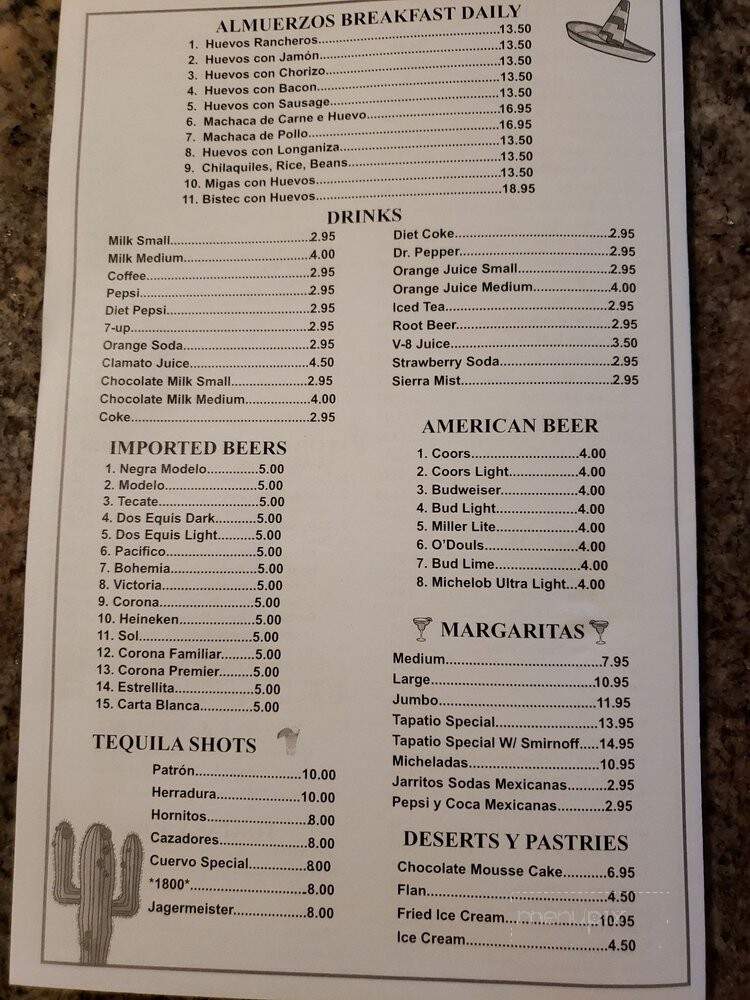 ALMUERZOS BREAKFAST DAILY
1. Huevos Rancheros.....13.50
2. Huevos con Jamón.....13.50
3. Huevos con Chorizo.....13.50
4. Huevos con Bacon.....13.50
5. Huevos con Sausage.....13.50
6. Machaca de Carne e Huevo.....16.95
7. Machaca de Pollo.....16.95
8. Huevos con Longaniza.....13.50
9. Chilaquiles, Rice, Beans.....13.50
10. Migas con Huevos.....13.50
11. Bistec con Huevos.....18.95
DRINKS
Milk Small.....2.95
Milk Medium.....4.00
Coffee.....2.95
Pepsi.....2.95
Diet Pepsi.....2.95
7-up.....2.95
Orange Soda.....2.95
Clamato Juice.....4.50
Chocolate Milk Small.....2.95
Chocolate Milk Medium.....4.00
Coke.....2.95
Diet Coke.....2.95
Dr. Pepper.....2.95
Orange Juice Small.....2.95
Orange Juice Medium.....4.00
Iced Tea.....2.95
Root Beer.....2.95
V-8 Juice.....3.50
Strawberry Soda.....2.95
Sierra Mist.....2.95
IMPORTED BEERS
1. Negra Modelo.....5.00
2. Modelo.....5.00
3. Tecate.....5.00
4. Dos Equis Dark.....5.00
5. Dos Equis Light.....5.00
6. Pacifico.....5.00
7. Bohemia.....5.00
8. Victoria.....5.00
9. Corona.....5.00
10. Heineken.....5.00
11. Sol.....5.00
12. Corona Familiar.....5.00
13. Corona Premier.....5.00
14. Estrellita.....5.00
15. Carta Blanca.....5.00
AMERICAN BEER
1. Coors.....4.00
2. Coors Light.....4.00
3. Budweiser.....4.00
4. Bud Light.....4.00
5. Miller Lite.....4.00
6. O'Douls.....4.00
7. Bud Lime.....4.00
8. Michelob Ultra Light...4.00
MARGARITAS
Medium.....7.95
Large.....10.95
Jumbo.....11.95
Tapatio Special.....13.95
Tapatio Special W/ Smirnoff.....14.95
Micheladas.....10.95
Jarritos Sodas Mexicanas.....2.95
Pepsi y Coca Mexicanas.....2.95
TEQUILA SHOTS
Patrón.....10.00
Herradura.....10.00
Hornitos.....8.00
Cazadores.....8.00
Cuervo Special.....800
*1800*.....8.00
Jagermeister.....8.00
DESERTS Y PASTRIES
Chocolate Mousse Cake.....6.95
Flan.....4.50
Fried Ice Cream.....10.95
Ice Cream.....4.50